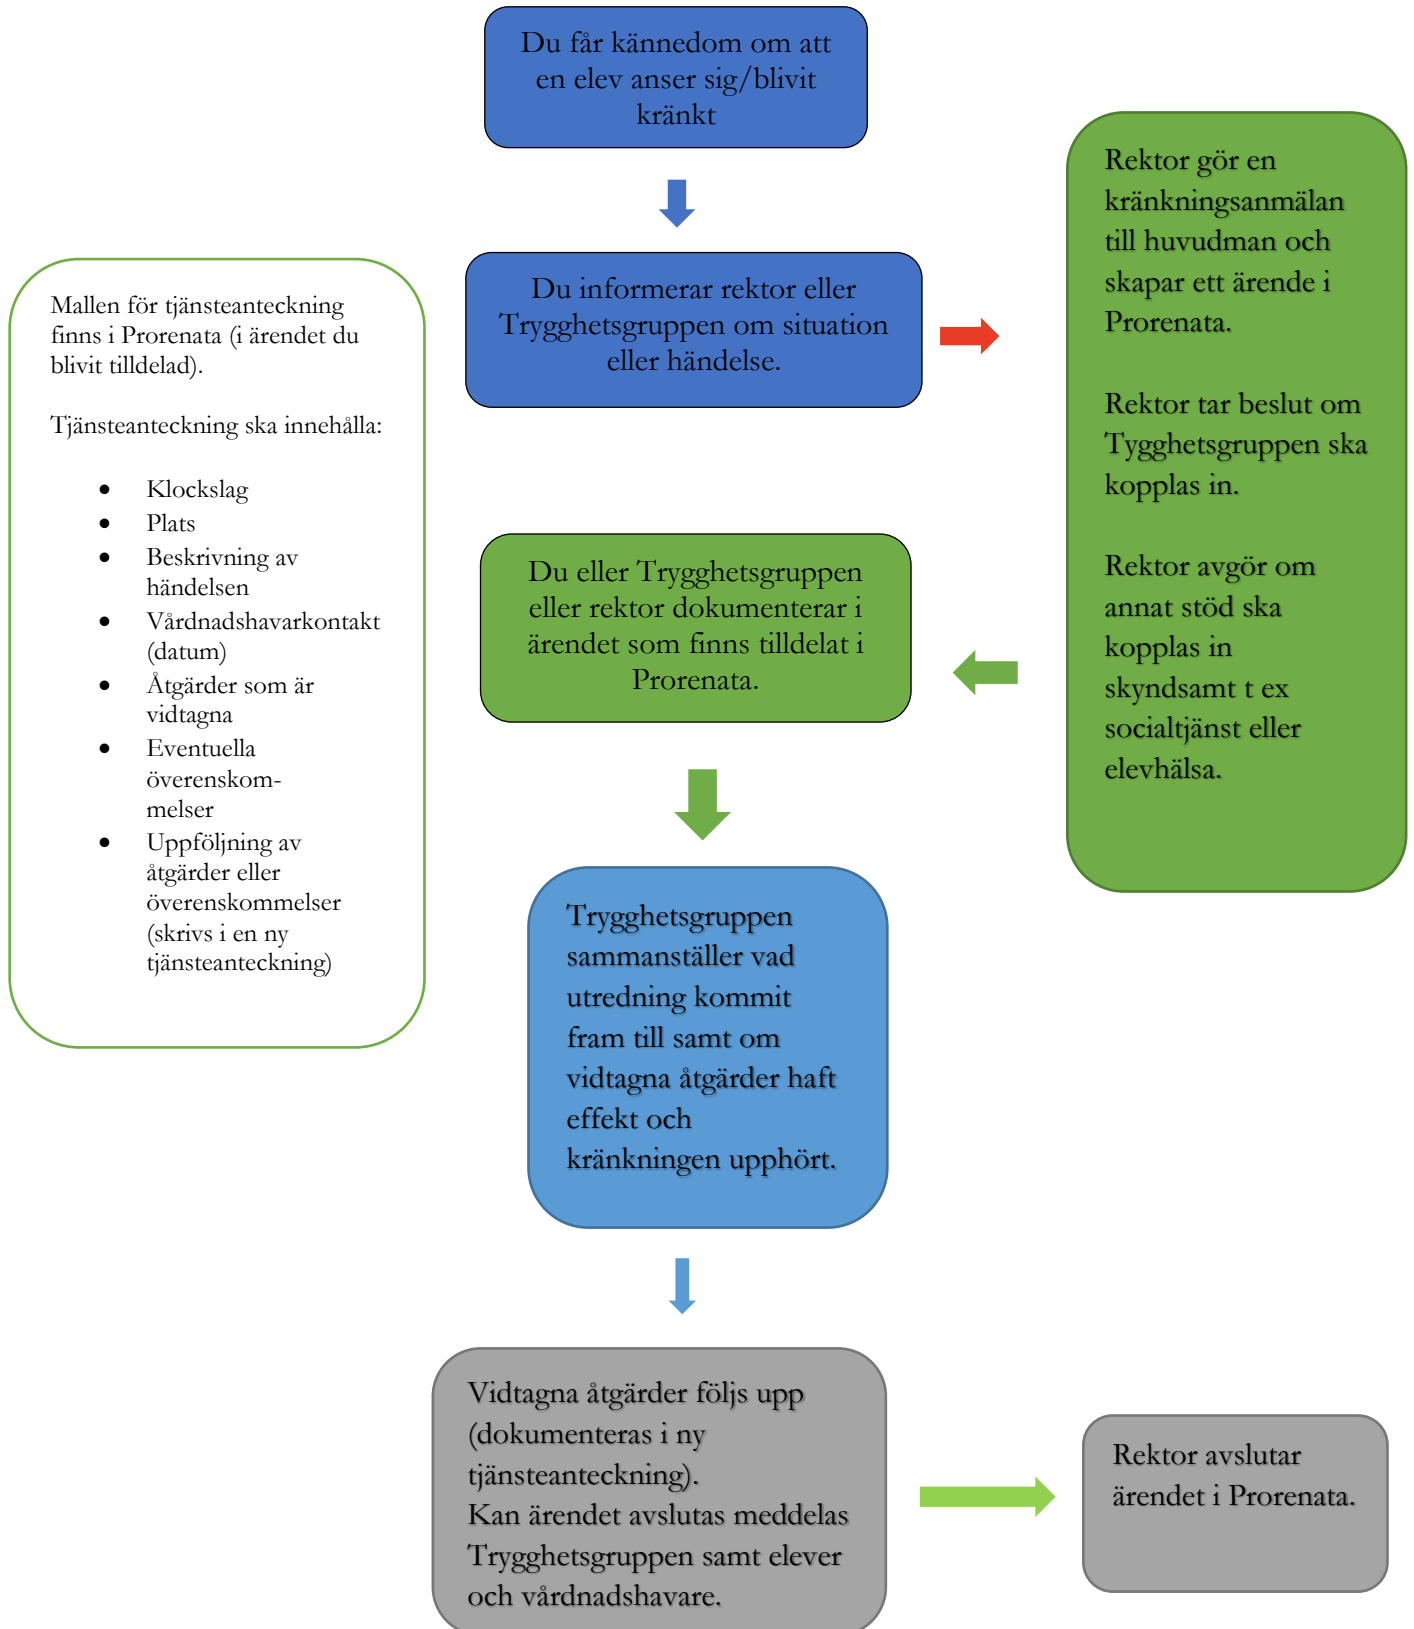 Du får kännedom om att
en elev anser sig/blivit
kränkt
Du informerar rektor eller
Trygghetsgruppen om situation
eller händelse.
Rektor gör en
kränkningsanmälan
till huvudman och
skapar ett ärende i
Prorenata.
Rektor tar beslut om
Tygghetsgruppen ska
kopplas in.
Rektor avgör om
annat stöd ska
kopplas in
skyndsamt t ex
socialtjänst eller
elevhälsa.
Mallen för tjänsteanteckning
finns i Prorenata (i ärendet du
blivit tilldelad).
Tjänsteanteckning ska innehålla:
• Klockslag
• Plats
• Beskrivning av
händelsen
• Vårdnadshavarkontakt
(datum)
• Åtgärder som är
vidtagna
• Eventuella
överenskom-
melser
• Uppföljning av
åtgärder eller
överenskommelser
(skrivs i en ny
tjänsteanteckning)
Du eller Trygghetsgruppen
eller rektor dokumenterar i
ärendet som finns tilldelat i
Prorenata.
Trygghetsgruppen
sammanställer vad
utredning kommit
fram till samt om
vidtagna åtgärder haft
effekt och
kränkningen upphört.
Vidtagna åtgärder följs upp
(dokumenteras i ny
tjänsteanteckning).
Kan ärendet avslutas meddelas
Trygghetsgruppen samt elever
och vårdnadshavare.
Rektor avslutar
ärendet i Prorenata.